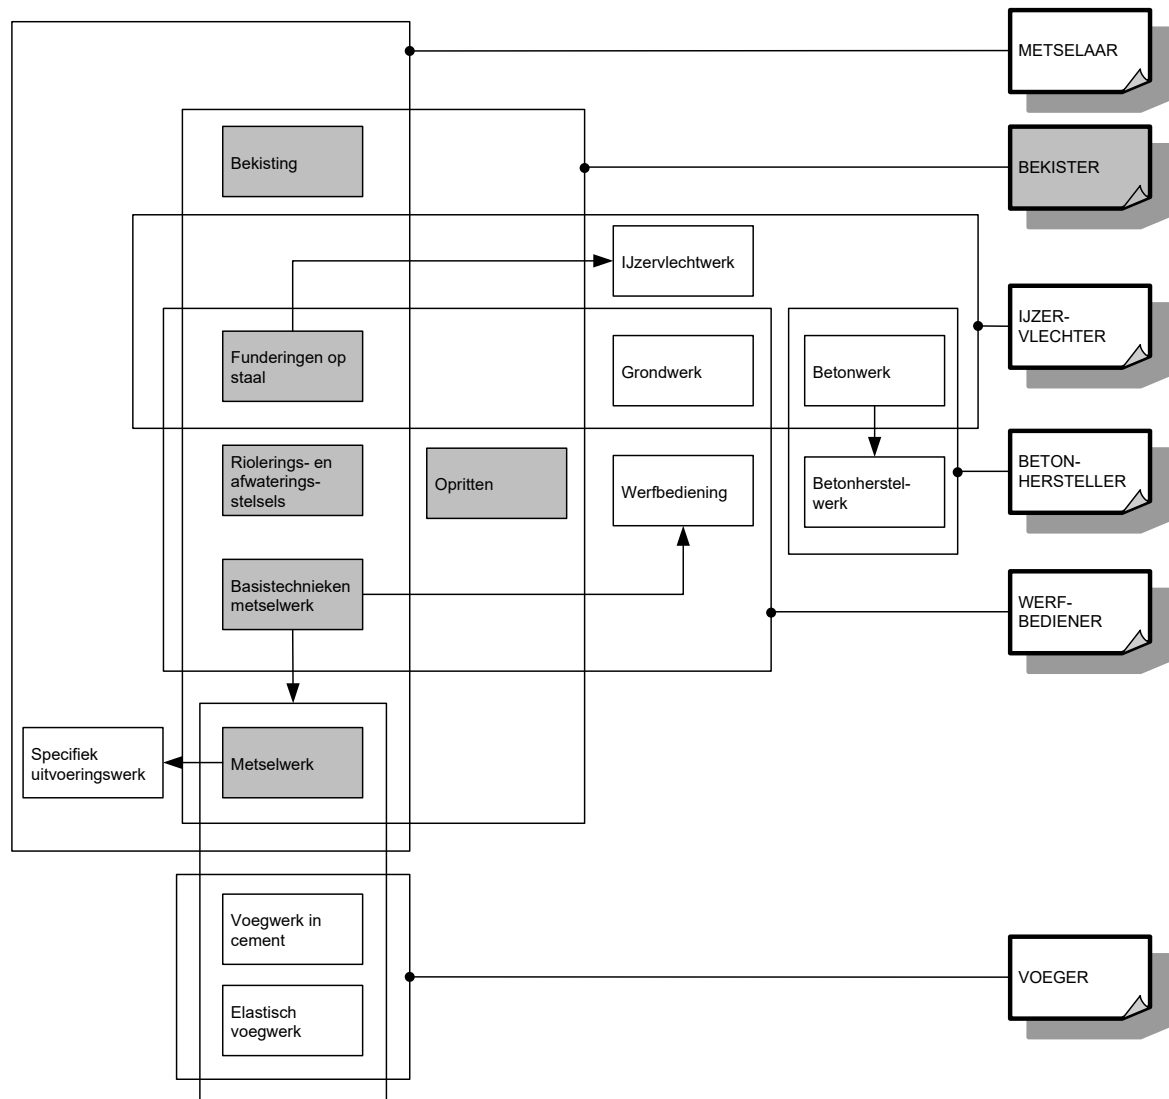 METSELAAR
Bekisting
BEKISTER
IJzervlechtwerk
IJZER-
VLECHTER
Funderingen op
staal
Grondwerk
Betonwerk
Riolerings- en
afwaterings-
stelsels
Opritten
Werfbediening
Betonherstel-
werk
BETON-
HERSTELLER
Basistechnieken
metselwerk
WERF-
BEDIENER
Specifiek
uitvoeringswerk
Metselwerk
Voegwerk in
cement
VOEGER
Elastisch
voegwerk